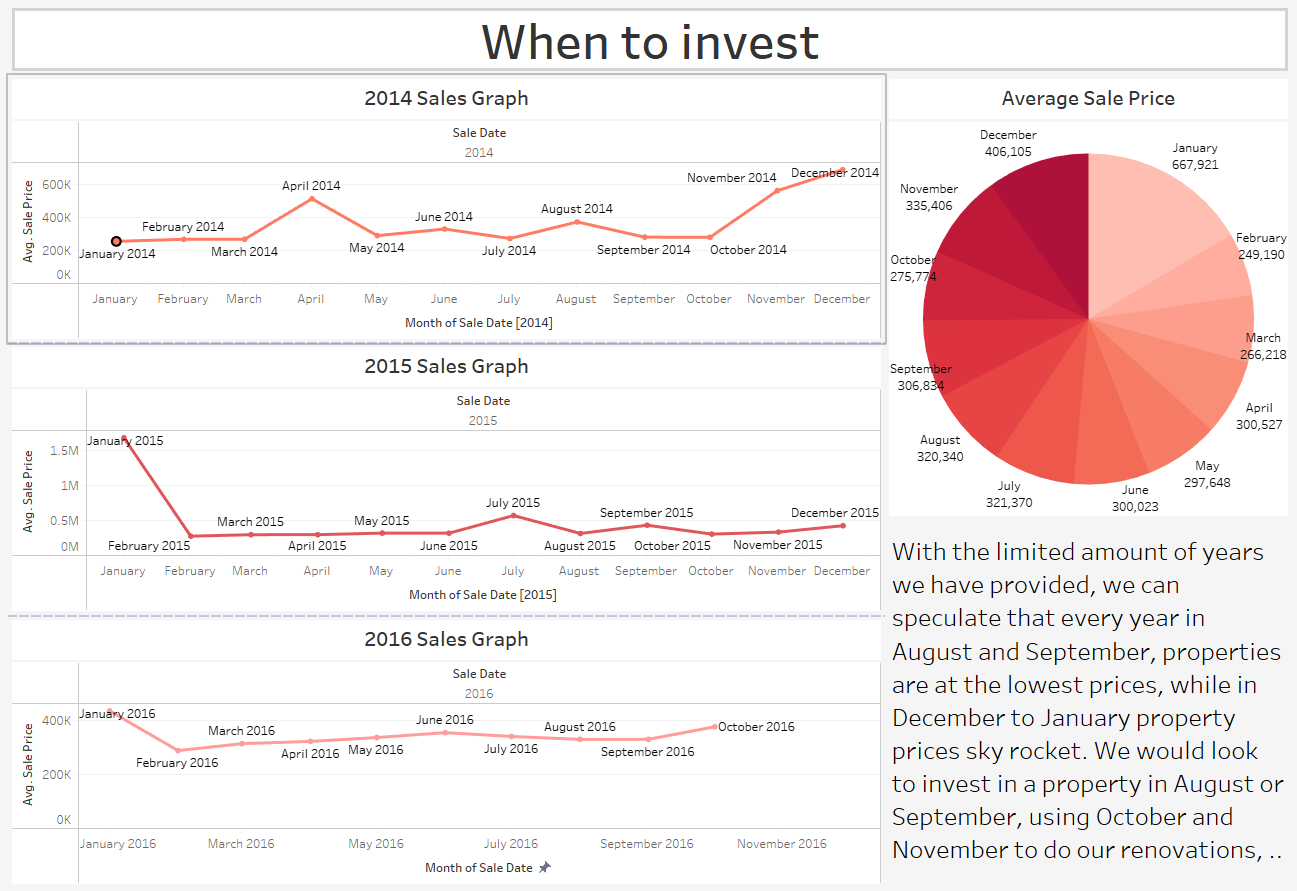 When to invest
2014 Sales Graph
Sale Date
2014
Avg. Sale Price
600K
400K
200K
0K
January 2014
February 2014
March 2014
April 2014
May 2014
June 2014
July 2014
August 2014
September 2014
October 2014
November 2014
December 2014
January February March April May June July August September October November December
Month of Sale Date [2014]
2015 Sales Graph
Sale Date
2015
Avg. Sale Price
1.5M
1M
0.5M
0M
January 2015
February 2015
March 2015
April 2015
May 2015
June 2015
July 2015
August 2015
September 2015
October 2015
November 2015
December 2015
January February March April May June July August September October November December
Month of Sale Date [2015]
2016 Sales Graph
Sale Date
2016
Avg. Sale Price
400K
200K
0K
January 2016
February 2016
March 2016
April 2016
May 2016
June 2016
July 2016
August 2016
September 2016
October 2016
January 2016 March 2016 May 2016 July 2016 September 2016 November 2016
Month of Sale Date
Average Sale Price
January
667,921
February
249,190
March
266,218
April
300,527
May
297,648
June
300,023
July
321,370
August
320,340
September
306,834
October
275,774
November
335,406
December
406,105
With the limited amount of years
we have provided, we can
speculate that every year in
August and September, properties
are at the lowest prices, while in
December to January property
prices sky rocket. We would look
to invest in a property in August or
September, using October and
November to do our renovations, ..